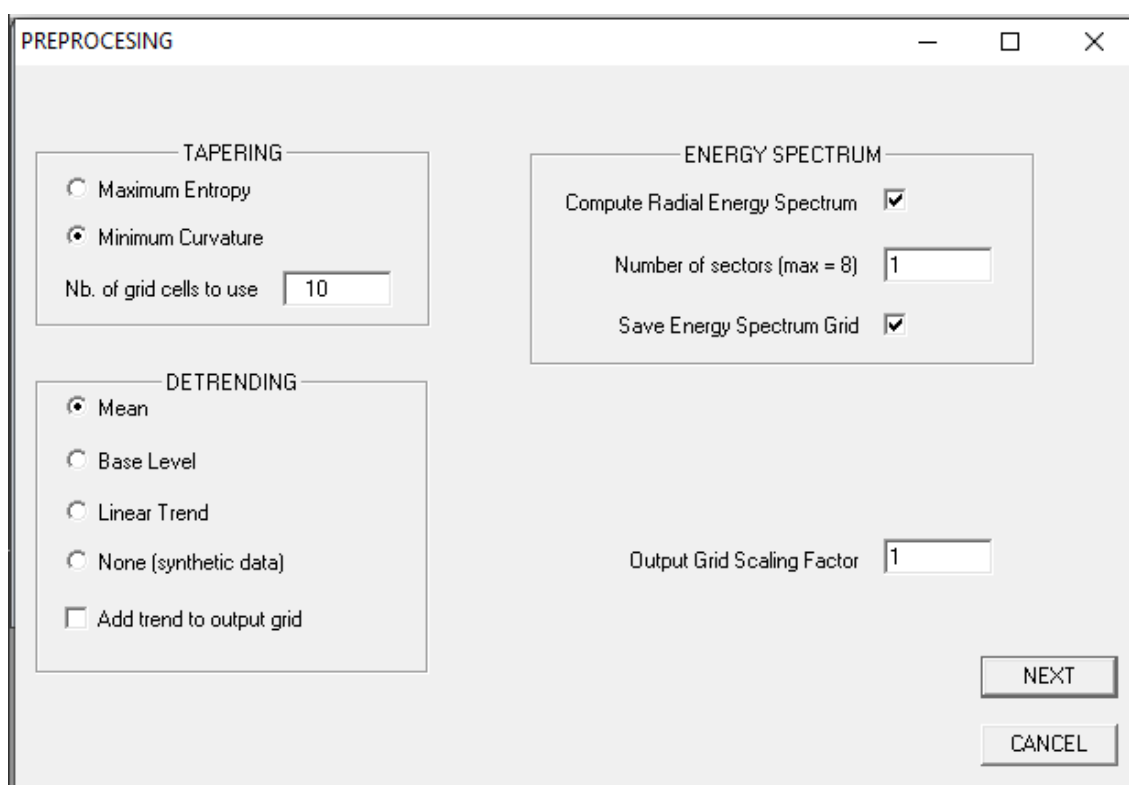 PREPROCESING
TAPERING
Maximum Entropy
Minimum Curvature
Nb. of grid cells to use 10
DETRENDING
Mean
Base Level
Linear Trend
None (synthetic data)
Add trend to output grid
ENERGY SPECTRUM
Compute Radial Energy Spectrum
Number of sectors (max = 8) 1
Save Energy Spectrum Grid
Output Grid Scaling Factor 1
NEXT
CANCEL